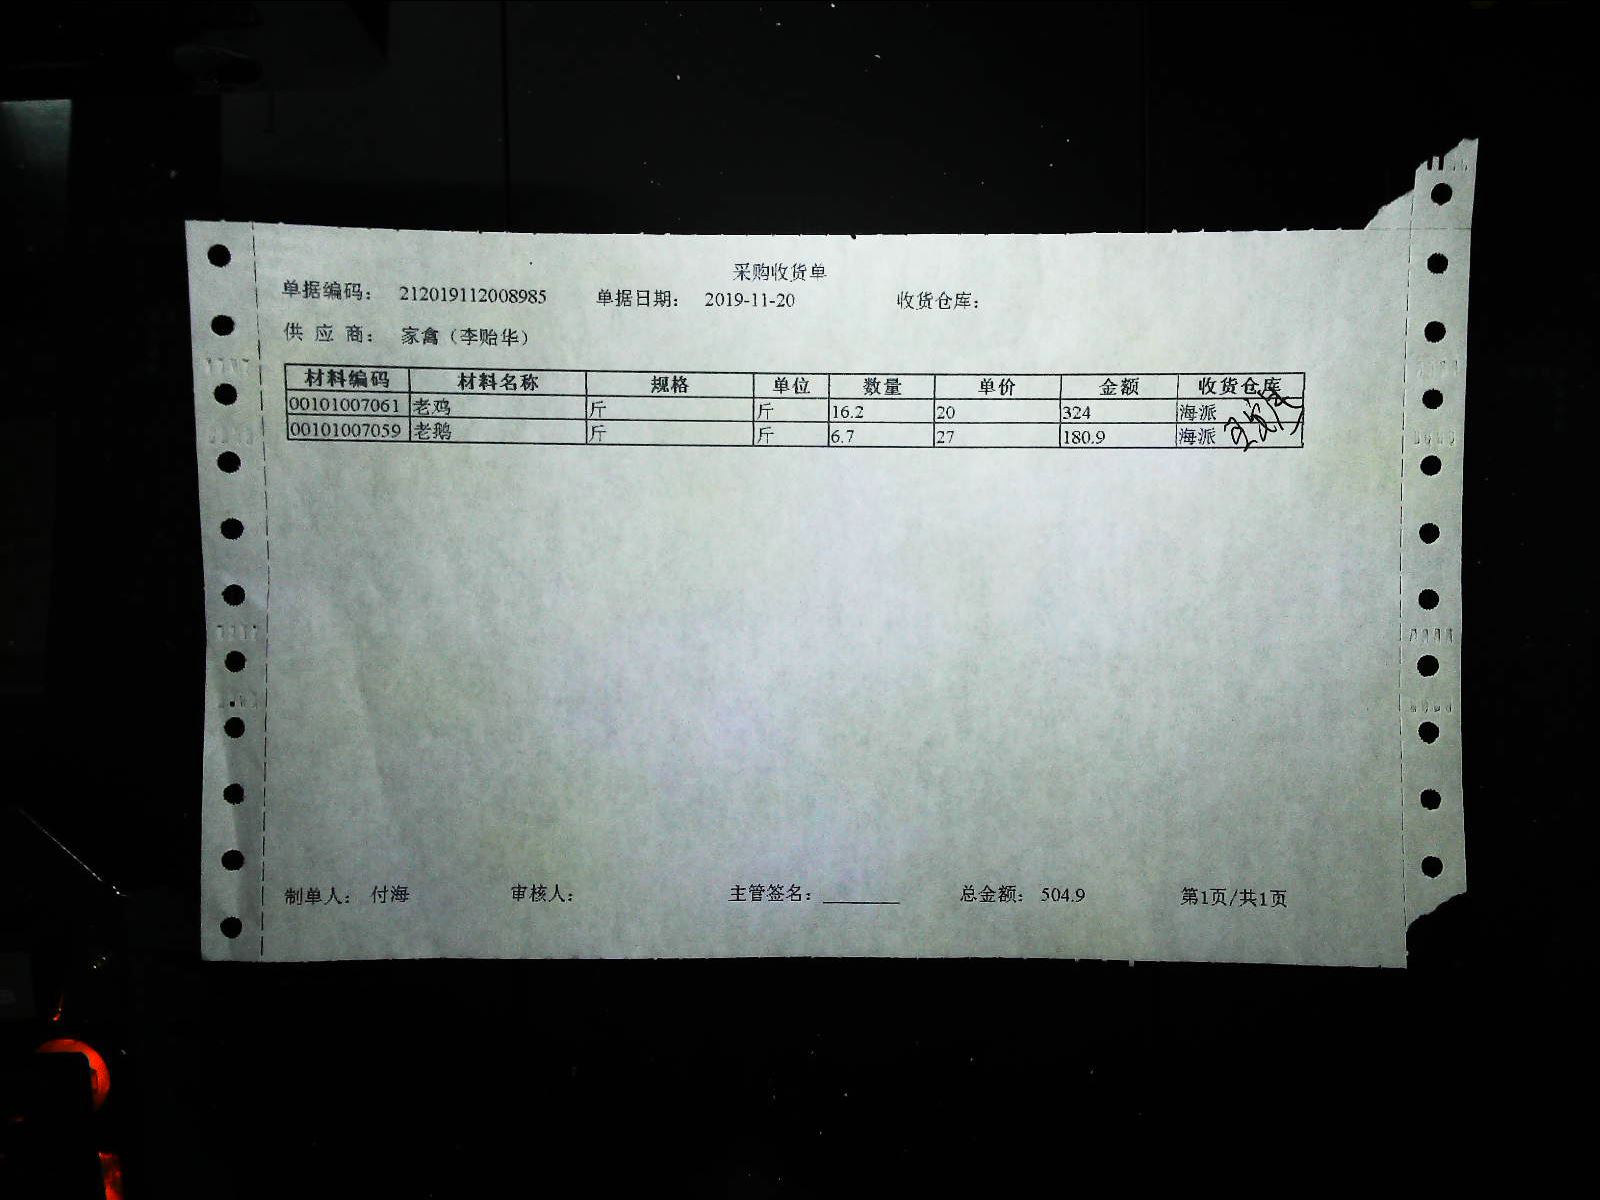 采购收货单
单据编码： 212019112008985 单据日期： 2019-11-20 收货仓库：
供 应 商： 家禽（李贻华）
材料编码 材料名称 规格 单位 数量 单价 金额 收货仓库
00101007061 老鸡 斤 斤 16.2 20 324 海派
00101007059 老鹅 斤 斤 6.7 27 180.9 海派
制单人： 付海 审核人： 主管签名：________ 总金额： 504.9 第1页/共1页